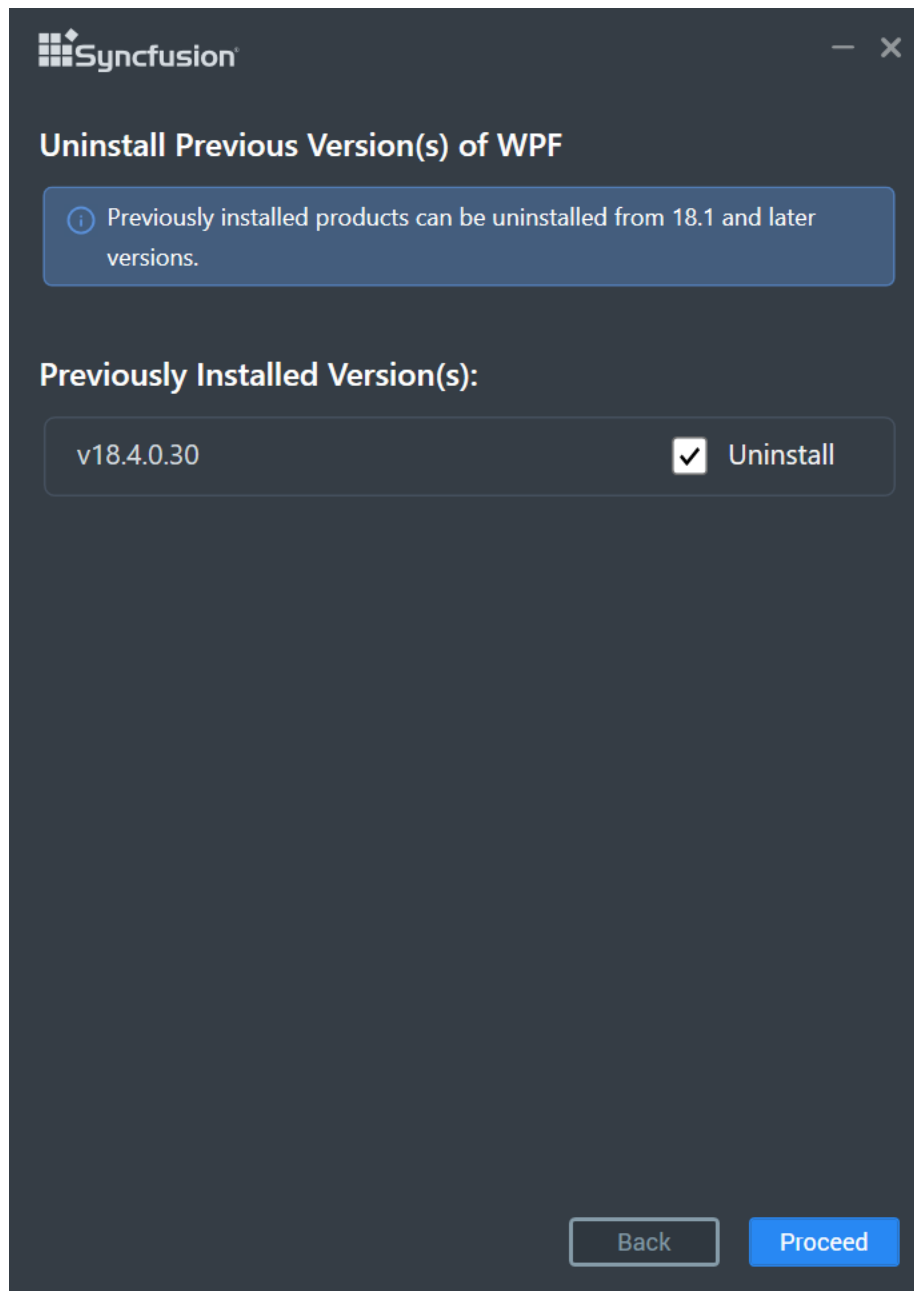 Syncfusion®
Uninstall Previous Version(s) of WPF
Previously installed products can be uninstalled from 18.1 and later
versions.
Previously Installed Version(s):
v18.4.0.30 Uninstall
Back Proceed